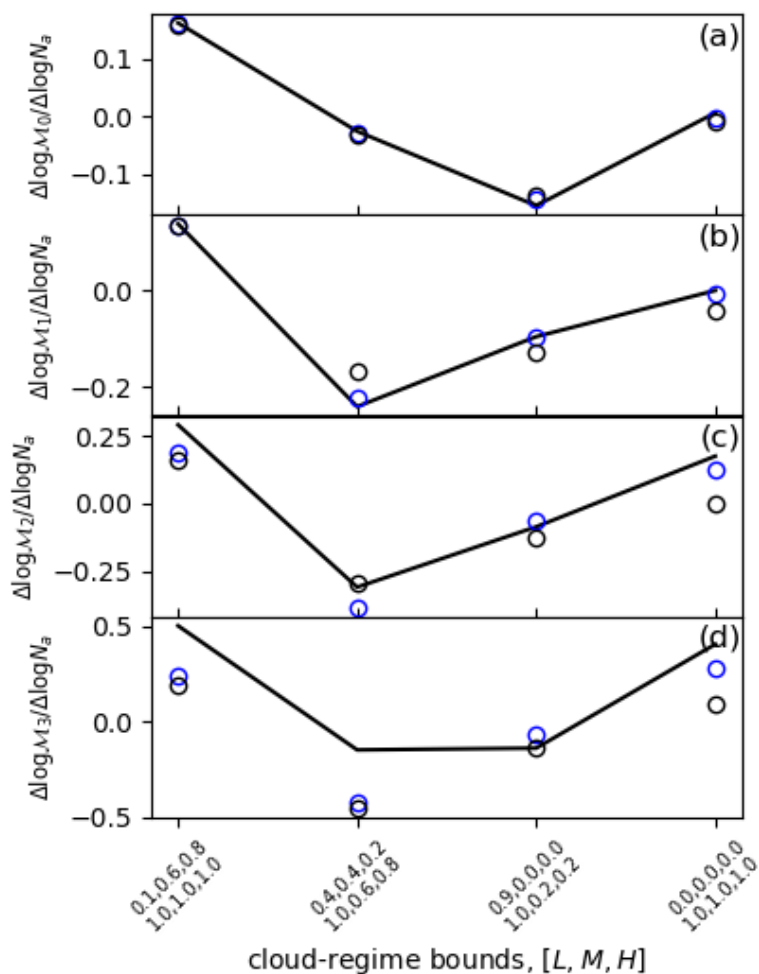 (a)
0.1
0.0
−0.1
ΔlogM₀/ΔlogNₐ
(b)
0.0
−0.2
ΔlogM₁/ΔlogNₐ
(c)
0.25
0.00
−0.25
ΔlogM₂/ΔlogNₐ
(d)
0.5
0.0
−0.5
ΔlogM₃/ΔlogNₐ
0.1,0.6,0.8
1.0,1.0,1.0
0.4,0.4,0.2
1.0,0.6,0.8
0.9,0.0,0.0
1.0,0.2,0.2
0.0,0.0,0.0
1.0,1.0,1.0
cloud-regime bounds, [L, M, H]